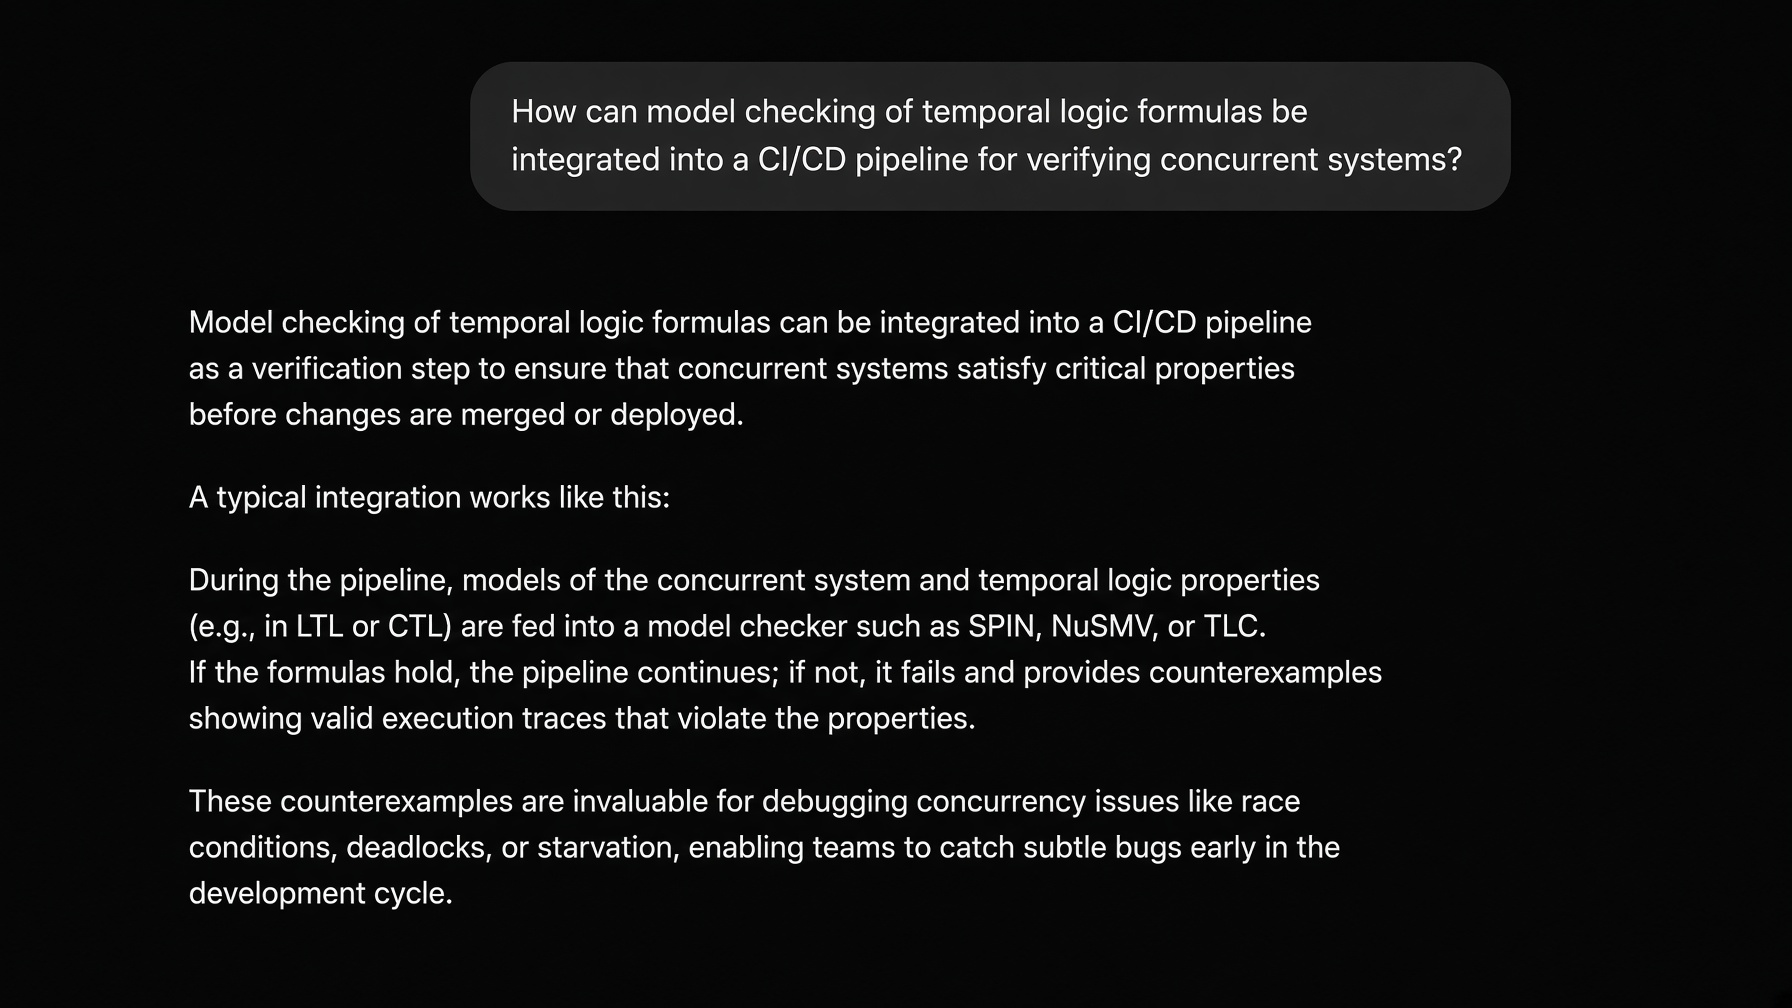 How can model checking of temporal logic formulas be
integrated into a CI/CD pipeline for verifying concurrent systems?
Model checking of temporal logic formulas can be integrated into a CI/CD pipeline
as a verification step to ensure that concurrent systems satisfy critical properties
before changes are merged or deployed.
A typical integration works like this:
During the pipeline, models of the concurrent system and temporal logic properties
(e.g., in LTL or CTL) are fed into a model checker such as SPIN, NuSMV, or TLC.
If the formulas hold, the pipeline continues; if not, it fails and provides counterexamples
showing valid execution traces that violate the properties.
These counterexamples are invaluable for debugging concurrency issues like race
conditions, deadlocks, or starvation, enabling teams to catch subtle bugs early in the
development cycle.